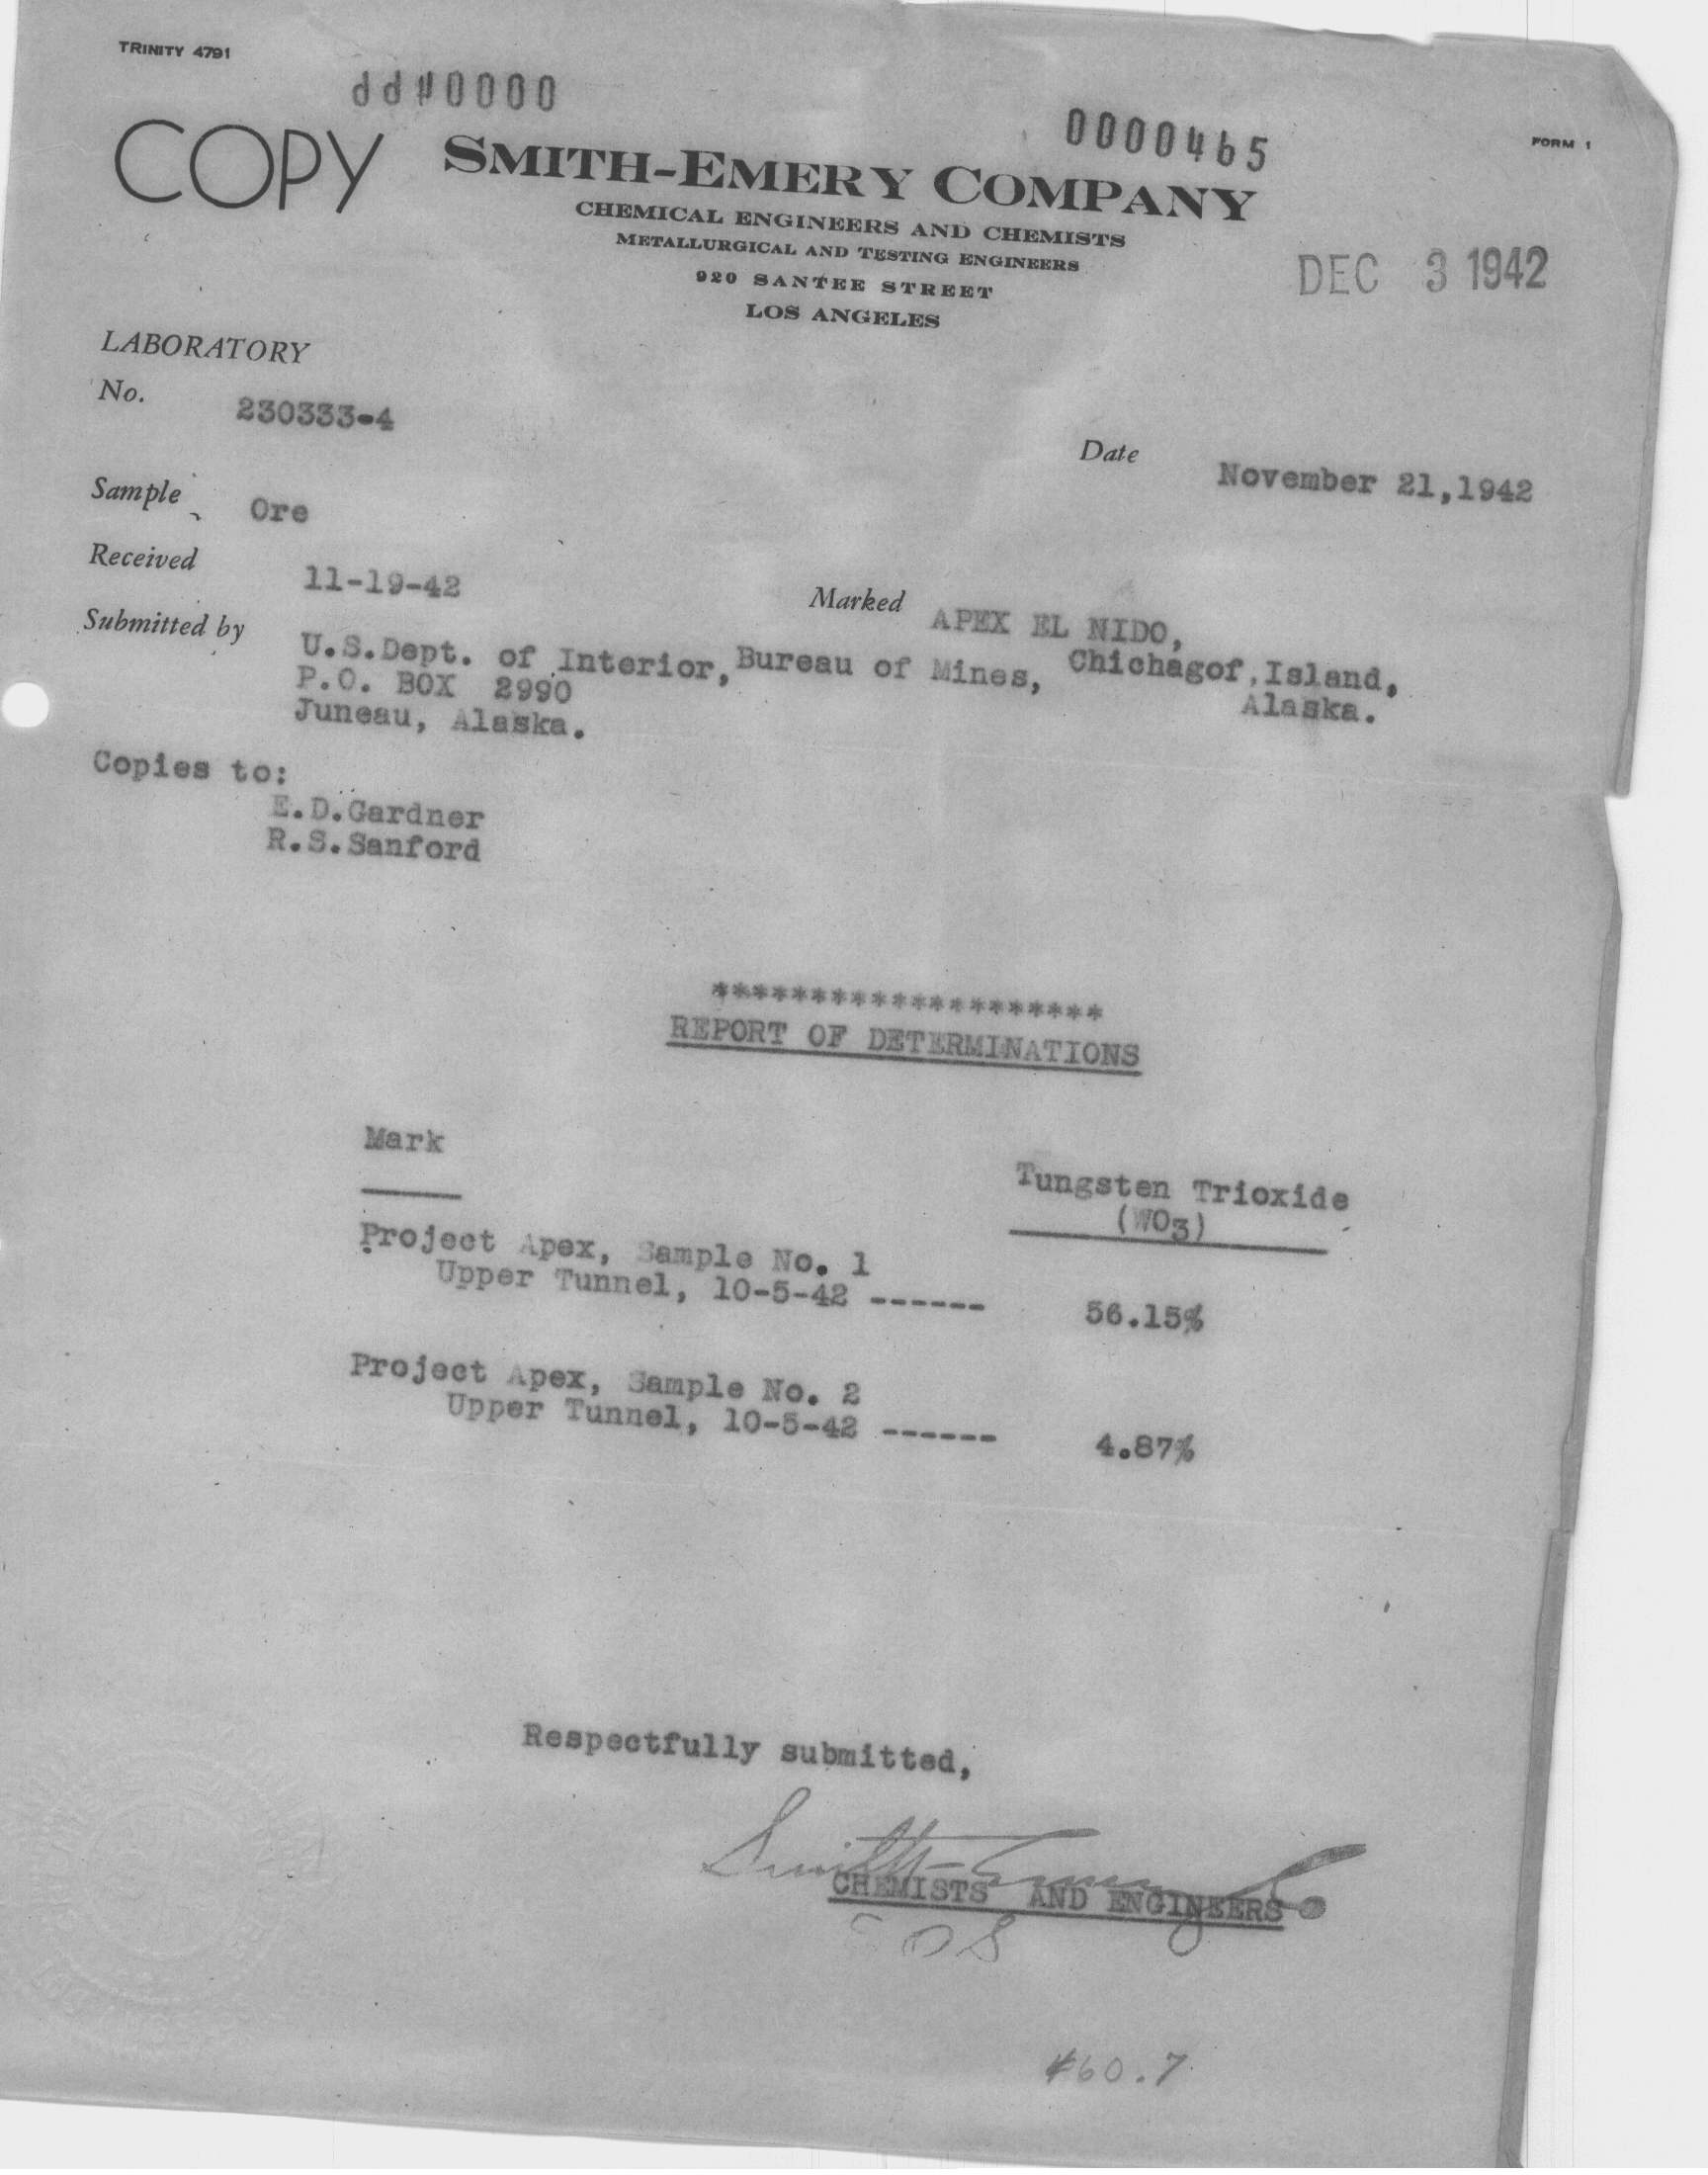 TRINITY 4791
0000465
FORM 1
COPY
SMITH-EMERY COMPANY
CHEMICAL ENGINEERS AND CHEMISTS
METALLURGICAL AND TESTING ENGINEERS
920 SANTEE STREET
LOS ANGELES
DEC 3 1942
LABORATORY
No. 230333-4
Date November 21,1942
Sample Ore
Received 11-19-42
Marked APEX EL NIDO,
Submitted by U.S.Dept. of Interior, Bureau of Mines, Chichagof, Island,
P.O. BOX 2990 Alaska.
Juneau, Alaska.
Copies to:
E.D.Gardner
R.S.Sanford
********************
REPORT OF DETERMINATIONS
Mark Tungsten Trioxide
(WO3)
Project Apex, Sample No. 1
Upper Tunnel, 10-5-42 ------ 56.15%
Project Apex, Sample No. 2
Upper Tunnel, 10-5-42 ------ 4.87%
Respectfully submitted,
Smith-Emery Co
CHEMISTS AND ENGINEERS
60.7